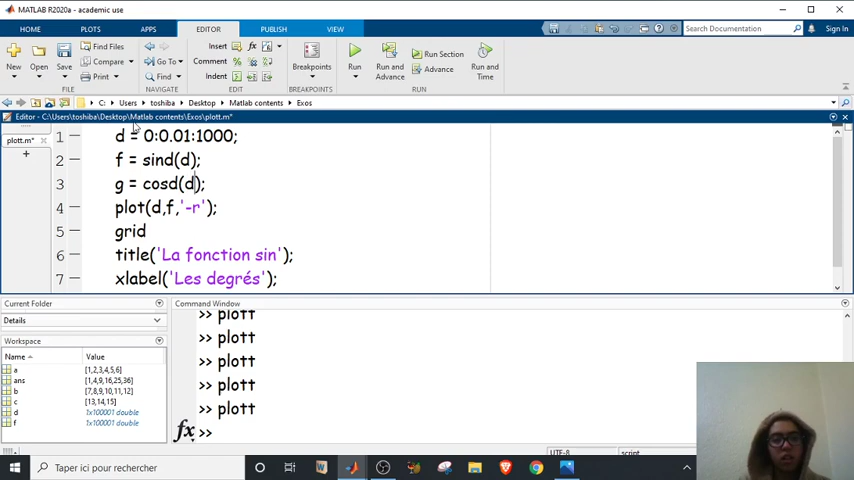 MATLAB R2020a - academic use
HOME PLOTS APPS EDITOR PUBLISH VIEW
Search Documentation
Sign In
New Open Save
Find Files
Compare
Print
Go To
Find
NAVIGATE
Insert
Comment
Indent
EDIT
Breakpoints
BREAKPOINTS
Run
Run and Advance
Run Section
Advance
Run and Time
RUN
C: Users toshiba Desktop Matlab contents Exos
Editor - C:\Users\toshiba\Desktop\Matlab contents\Exos\plott.m*
plott.m*
1 d = 0:0.01:1000;
2 f = sind(d);
3 g = cosd(d);
4 plot(d,f,'-r');
5 grid
6 title('La fonction sin');
7 xlabel('Les degrés');
Current Folder
Details
Workspace
Name Value
a [1,2,3,4,5,6]
ans [1,4,9,16,25,36]
b [7,8,9,10,11,12]
c [13,14,15]
d 1x100001 double
f 1x100001 double
Command Window
>> plott
>> plott
>> plott
>> plott
>> plott
fx >>
UTF-8 script
Taper ici pour rechercher